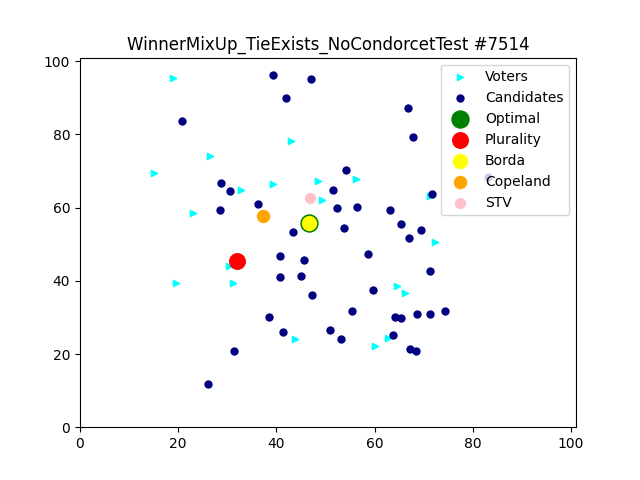 WinnerMixUp_TieExists_NoCondorcetTest #7514
100
80
60
40
20
0
0 20 40 60 80 100
Voters
Candidates
Optimal
Plurality
Borda
Copeland
STV